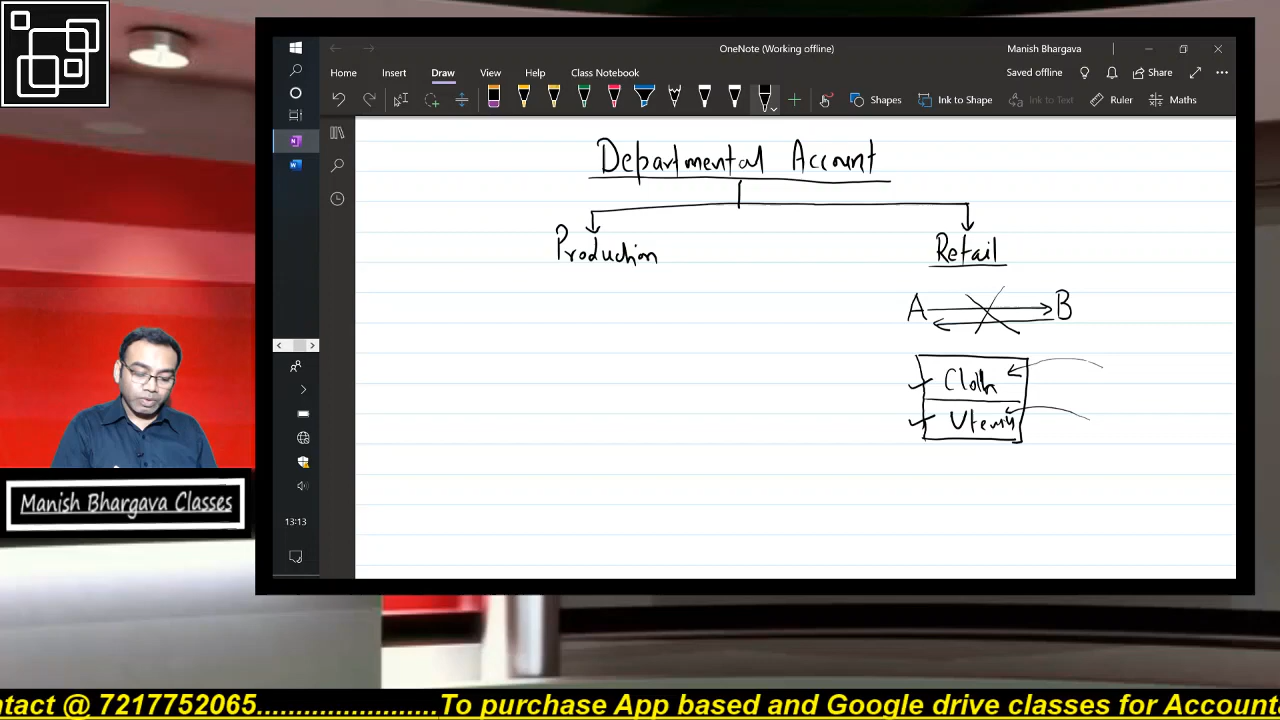 OneNote (Working offline)
Manish Bhargava
Home Insert Draw View Help Class Notebook
Saved offline
Share
Shapes
Ink to Shape
Ink to Text
Ruler
Maths
Departmental Account
Production
Retail
A
B
Cloth
13:13
Manish Bhargava Classes
ntact @ 7217752065.......................To purchase App based and Google drive classes for Account